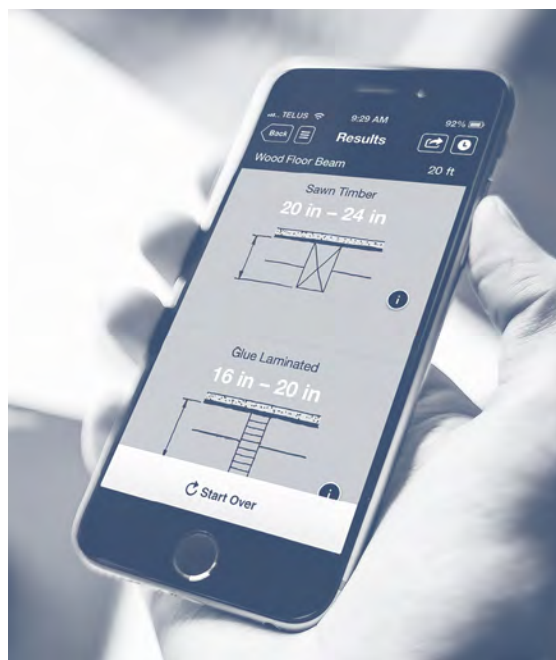 TELUS 9:29 AM 92%
Back Results
Wood Floor Beam 20 ft
Sawn Timber
20 in – 24 in
i
Glue Laminated
16 in – 20 in
i
Start Over